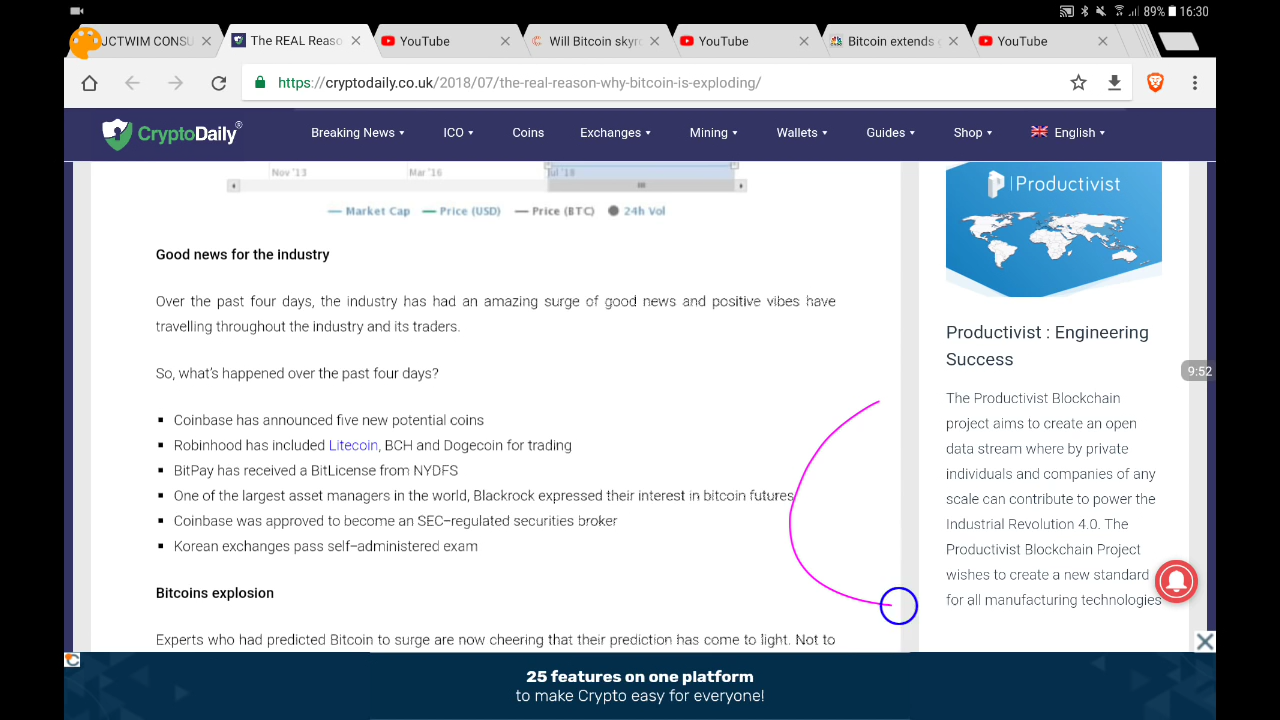 89% 16:30
JCTWIM CONSU
The REAL Reaso
YouTube
Will Bitcoin skyr
YouTube
Bitcoin extends
YouTube
https://cryptodaily.co.uk/2018/07/the-real-reason-why-bitcoin-is-exploding/
CryptoDaily®
Breaking News
ICO
Coins
Exchanges
Mining
Wallets
Guides
Shop
English
Nov '13
Mar '16
Jul '18
Market Cap
Price (USD)
Price (BTC)
24h Vol
Good news for the industry
Over the past four days, the industry has had an amazing surge of good news and positive vibes have
travelling throughout the industry and its traders.
So, what's happened over the past four days?
Coinbase has announced five new potential coins
Robinhood has included Litecoin, BCH and Dogecoin for trading
BitPay has received a BitLicense from NYDFS
One of the largest asset managers in the world, Blackrock expressed their interest in bitcoin futures
Coinbase was approved to become an SEC-regulated securities broker
Korean exchanges pass self-administered exam
Bitcoins explosion
Experts who had predicted Bitcoin to surge are now cheering that their prediction has come to light. Not to
Productivist
Productivist : Engineering
Success
The Productivist Blockchain
project aims to create an open
data stream where by private
individuals and companies of any
scale can contribute to power the
Industrial Revolution 4.0. The
Productivist Blockchain Project
wishes to create a new standard
for all manufacturing technologies
9:52
25 features on one platform
to make Crypto easy for everyone!